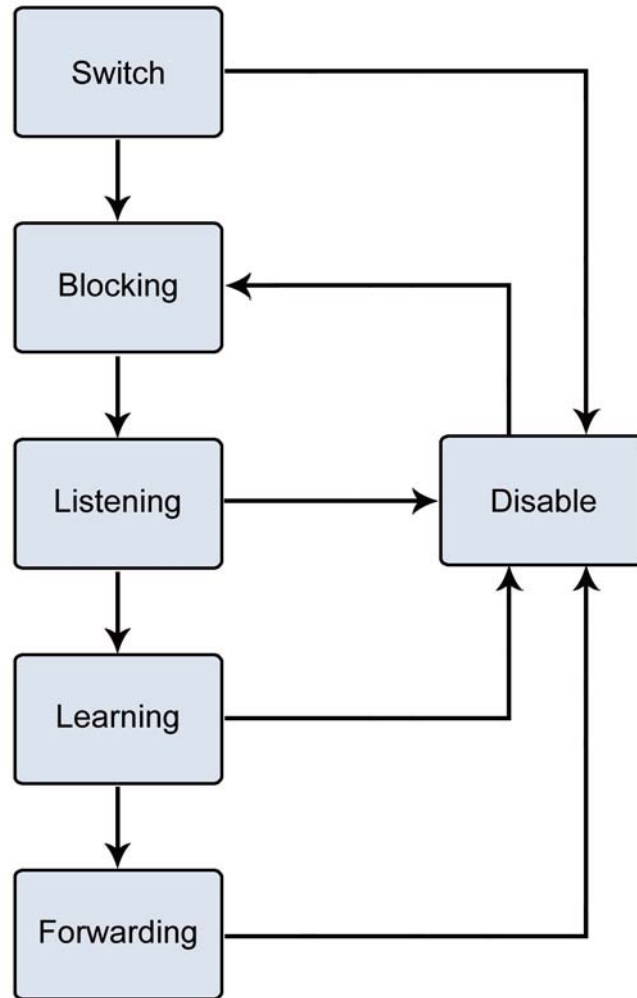 Switch
Blocking
Listening
Disable
Learning
Forwarding